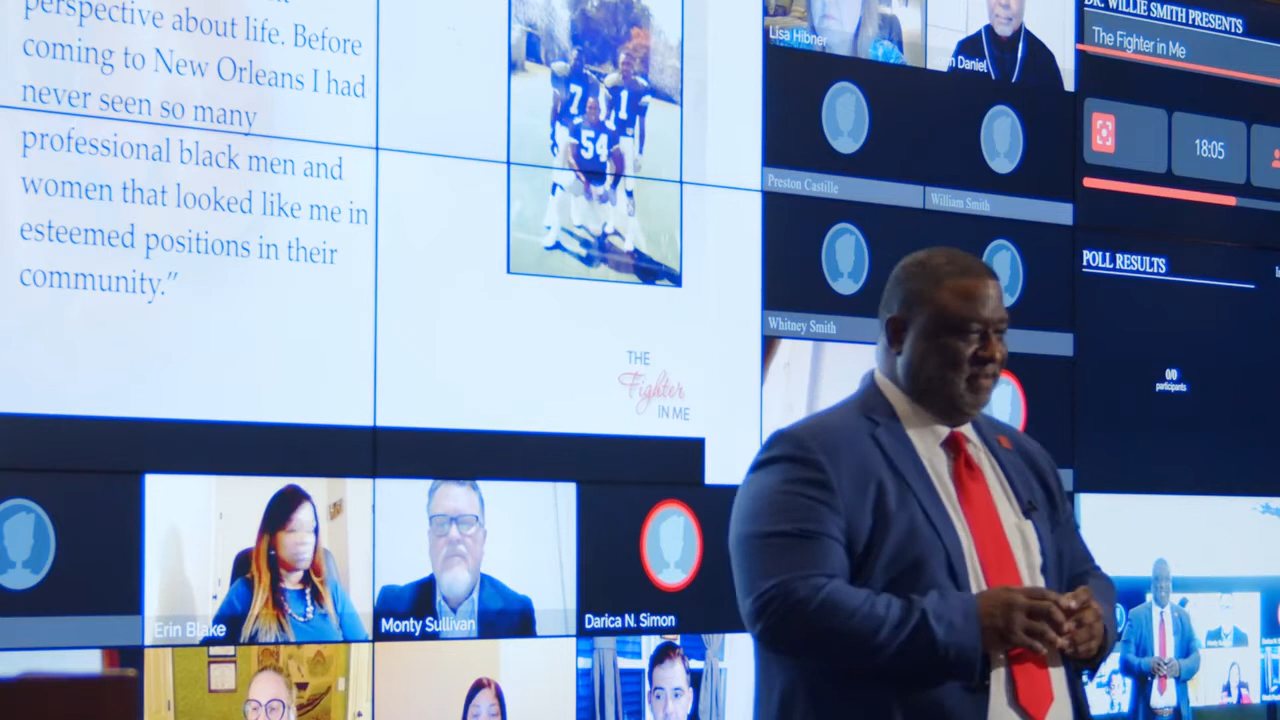 perspective about life. Before
coming to New Orleans I had
never seen so many
professional black men and
women that looked like me in
esteemed positions in their
community.”
7
1
54
THE
Fighter
IN ME
Lisa Hibner
Daniel
Preston Castille
William Smith
Whitney Smith
DR. WILLIE SMITH PRESENTS
The Fighter in Me
18:05
POLL RESULTS
0/0
participants
Erin Blake
Monty Sullivan
Darica N. Simon